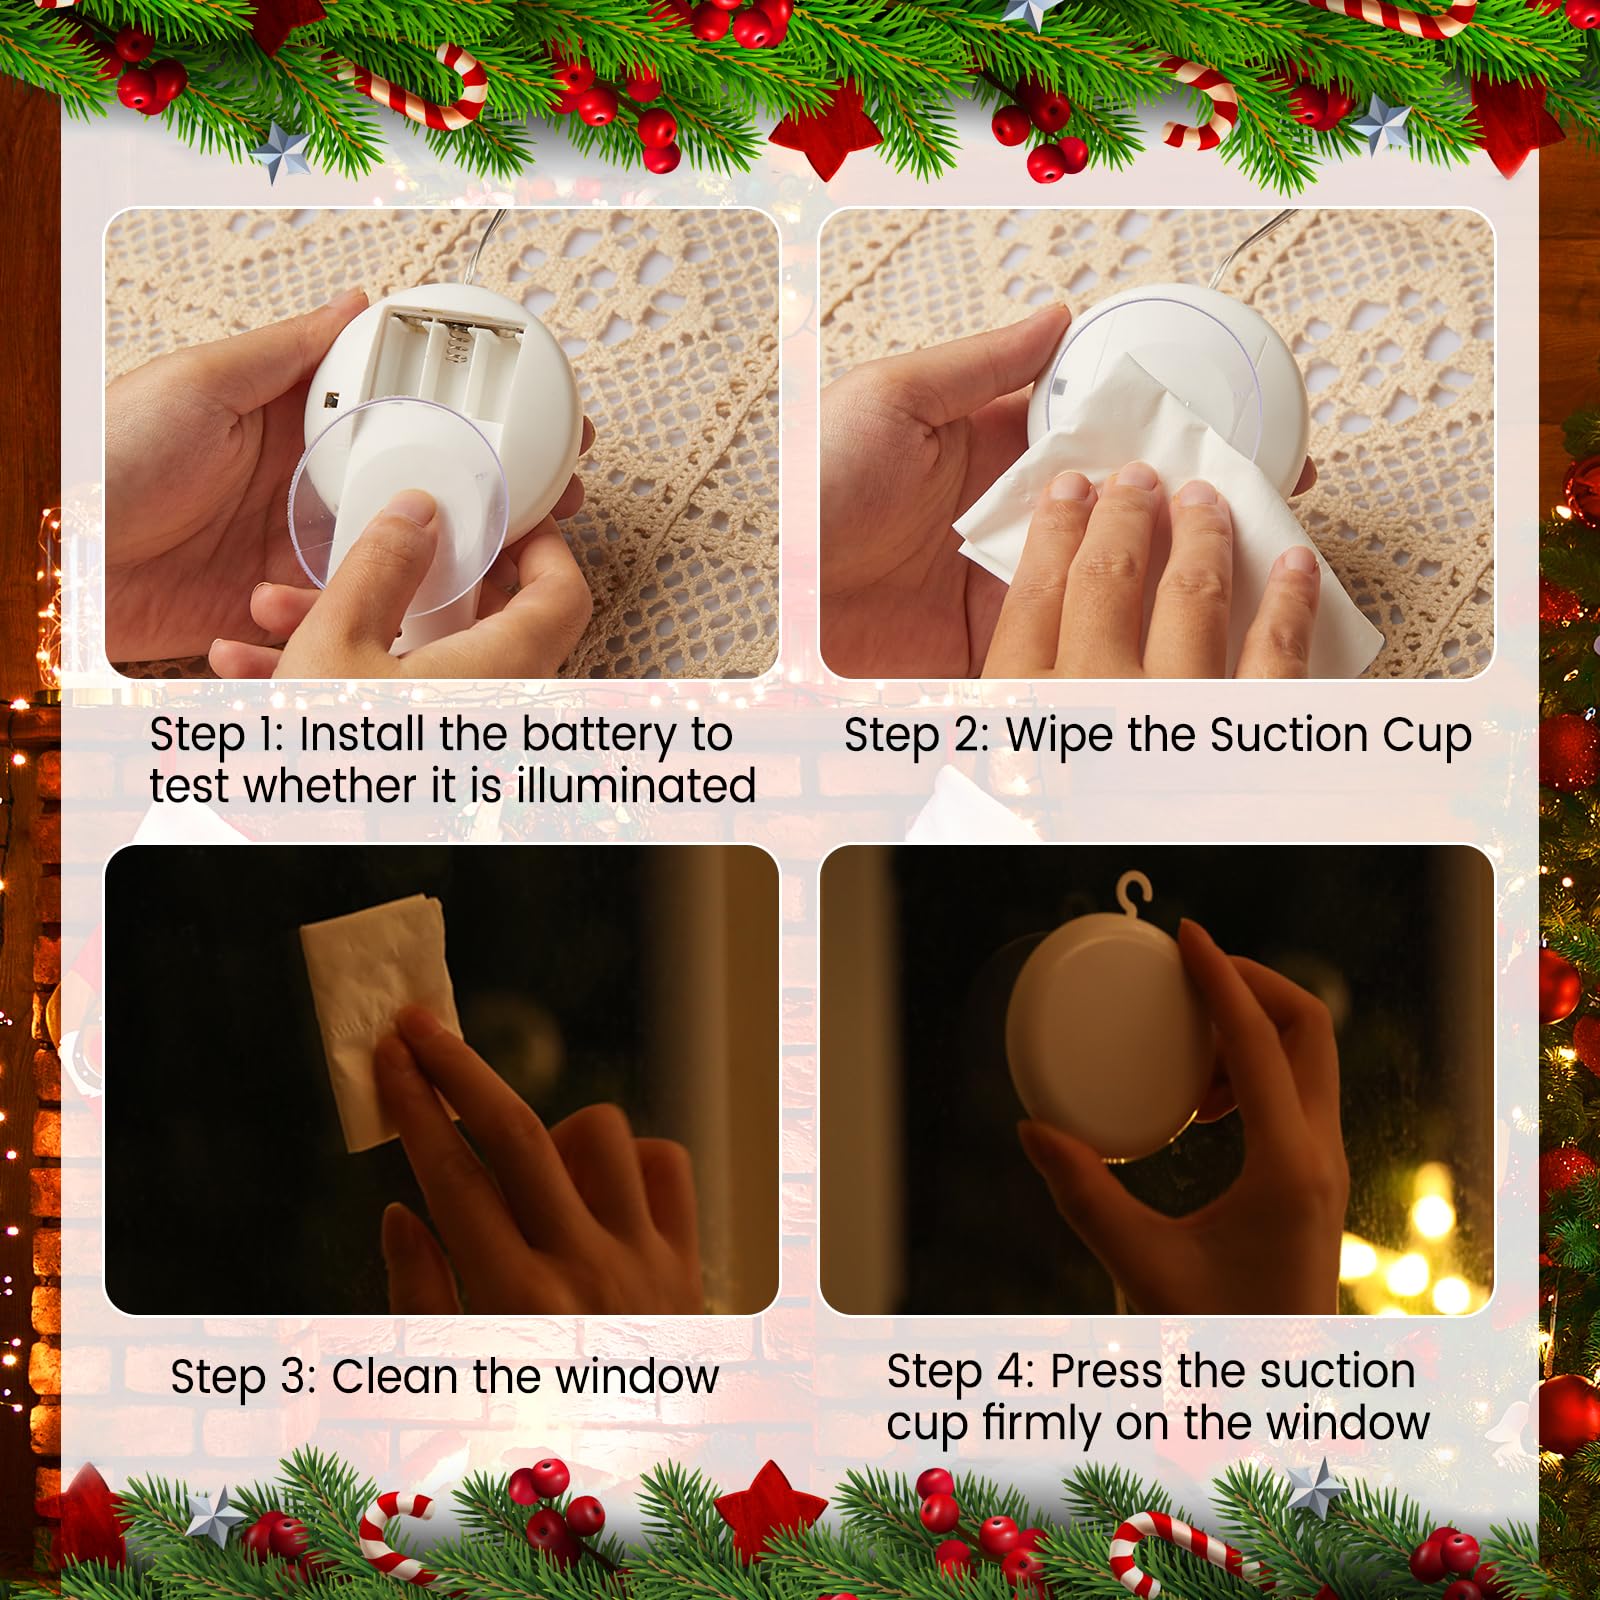 Step 1: Install the battery to
test whether it is illuminated
Step 2: Wipe the Suction Cup
Step 3: Clean the window
Step 4: Press the suction
cup firmly on the window